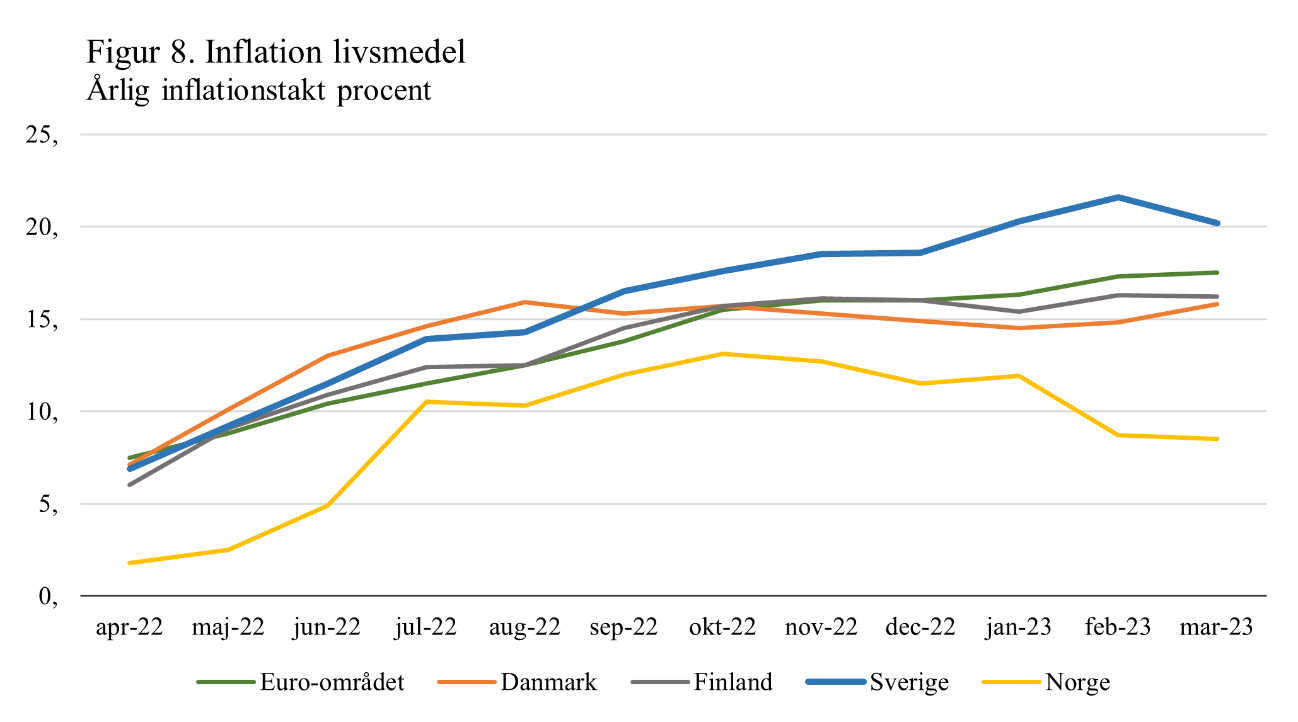 Figur 8. Inflation livsmedel
Årlig inflationstakt procent
25,
20,
15,
10,
5,
0,
apr-22 maj-22 jun-22 jul-22 aug-22 sep-22 okt-22 nov-22 dec-22 jan-23 feb-23 mar-23
Euro-området Danmark Finland Sverige Norge